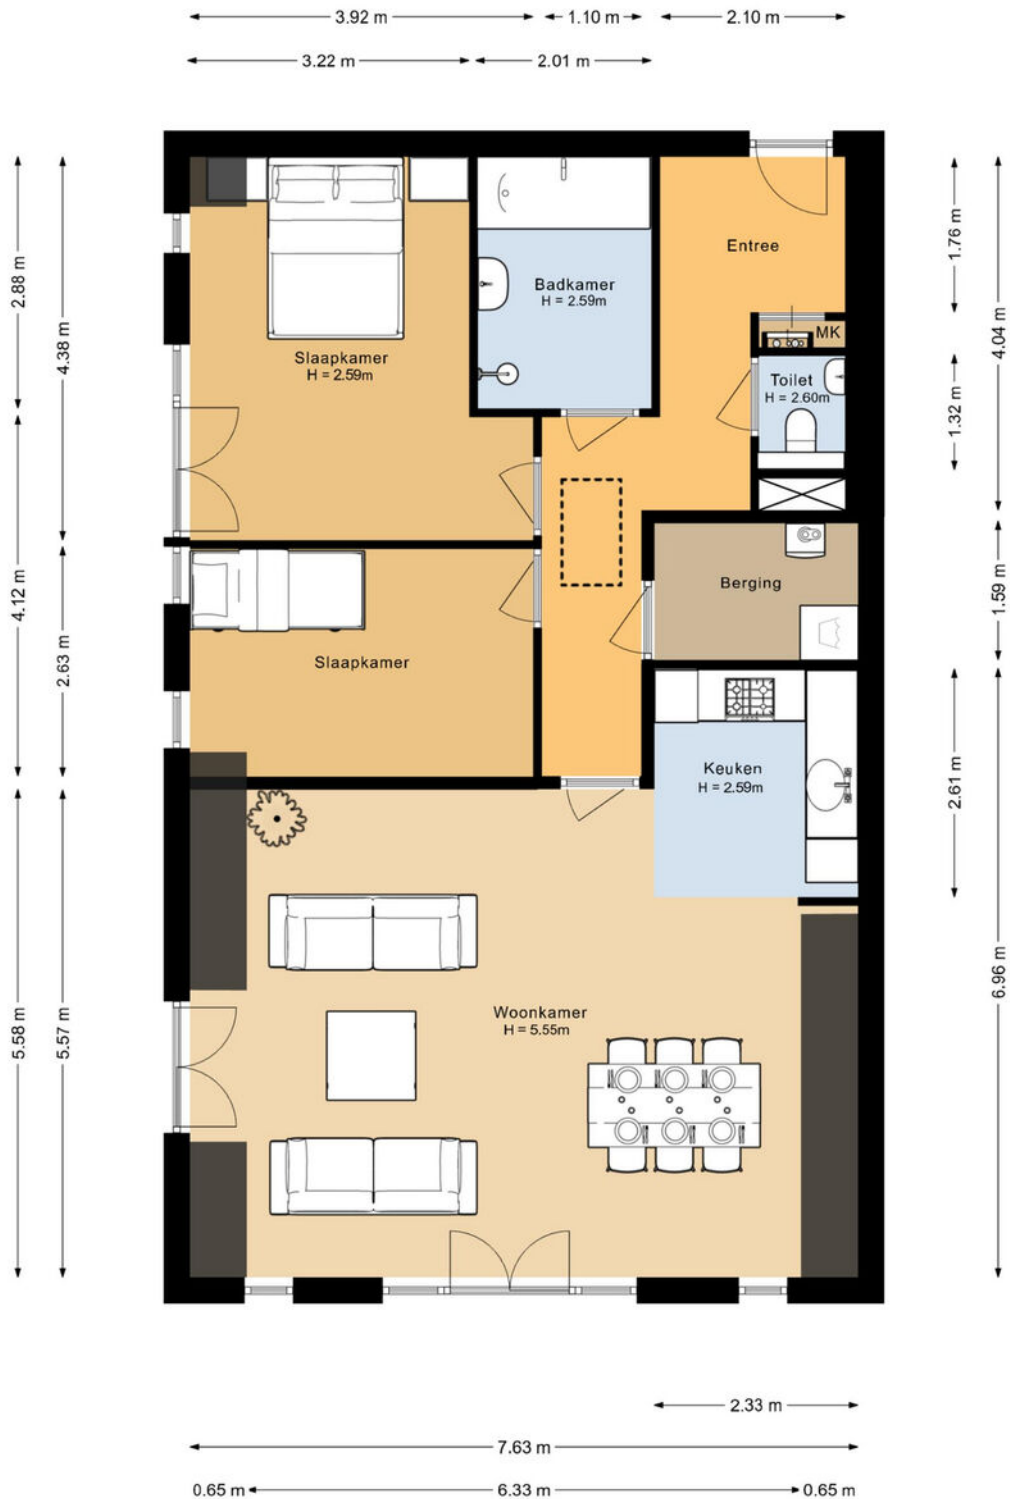 3.92 m
1.10 m
2.10 m
3.22 m
2.01 m
2.88 m
4.38 m
4.12 m
2.63 m
5.58 m
5.57 m
Slaapkamer
H = 2.59m
Badkamer
H = 2.59m
Entree
MK
Toilet
H = 2.60m
Berging
Slaapkamer
Keuken
H = 2.59m
Woonkamer
H = 5.55m
1.76 m
4.04 m
1.32 m
1.59 m
2.61 m
6.96 m
2.33 m
7.63 m
0.65 m
6.33 m
0.65 m